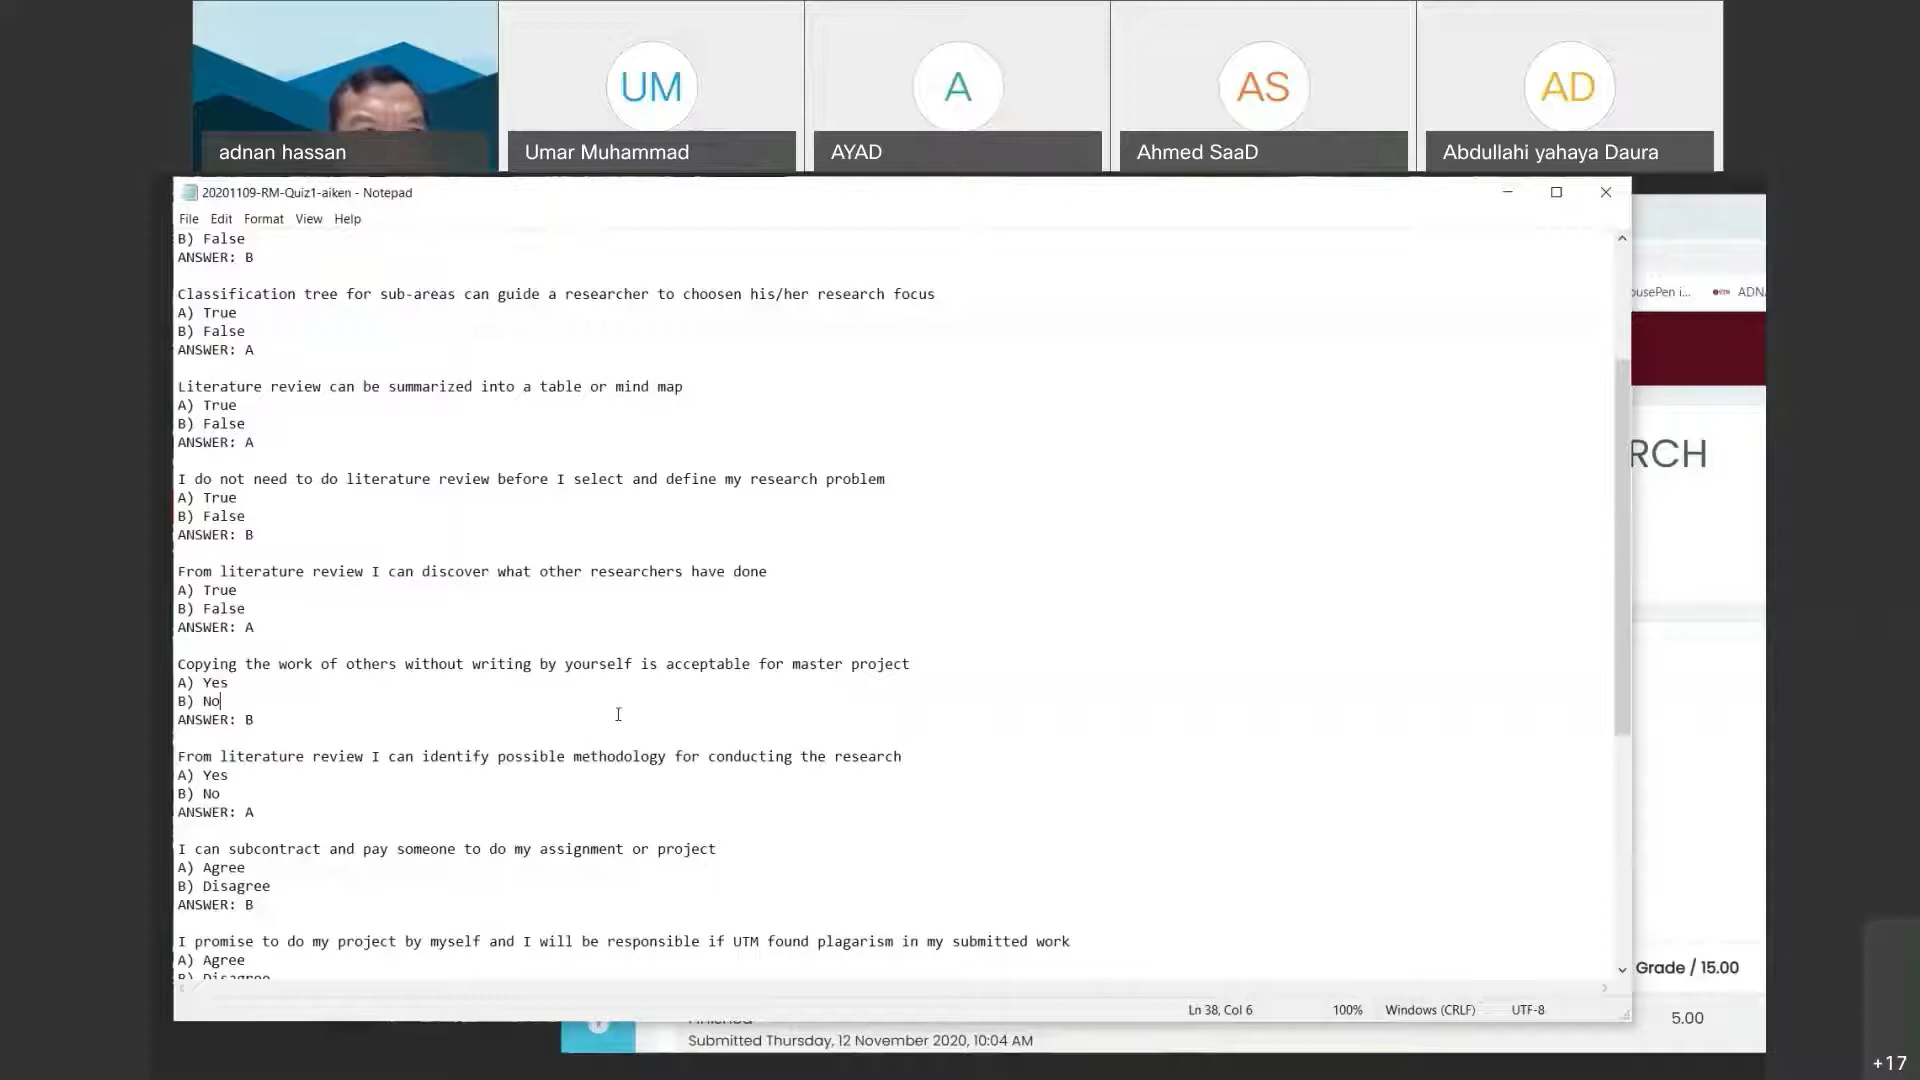 UM
A
AS
AD
adnan hassan
Umar Muhammad
AYAD
Ahmed SaaD
Abdullahi yahaya Daura
20201109-RM-Quiz1-aiken - Notepad
File Edit Format View Help
B) False
ANSWER: B
Classification tree for sub-areas can guide a researcher to choosen his/her research focus
A) True
B) False
ANSWER: A
Literature review can be summarized into a table or mind map
A) True
B) False
ANSWER: A
I do not need to do literature review before I select and define my research problem
A) True
B) False
ANSWER: B
From literature review I can discover what other researchers have done
A) True
B) False
ANSWER: A
Copying the work of others without writing by yourself is acceptable for master project
A) Yes
B) No
ANSWER: B
From literature review I can identify possible methodology for conducting the research
A) Yes
B) No
ANSWER: A
I can subcontract and pay someone to do my assignment or project
A) Agree
B) Disagree
ANSWER: B
I promise to do my project by myself and I will be responsible if UTM found plagarism in my submitted work
A) Agree
B) Disagree
Ln 38, Col 6 100% Windows (CRLF) UTF-8
ousePen i... ADN
RCH
Grade / 15.00
5.00
Submitted Thursday, 12 November 2020, 10:04 AM
+17